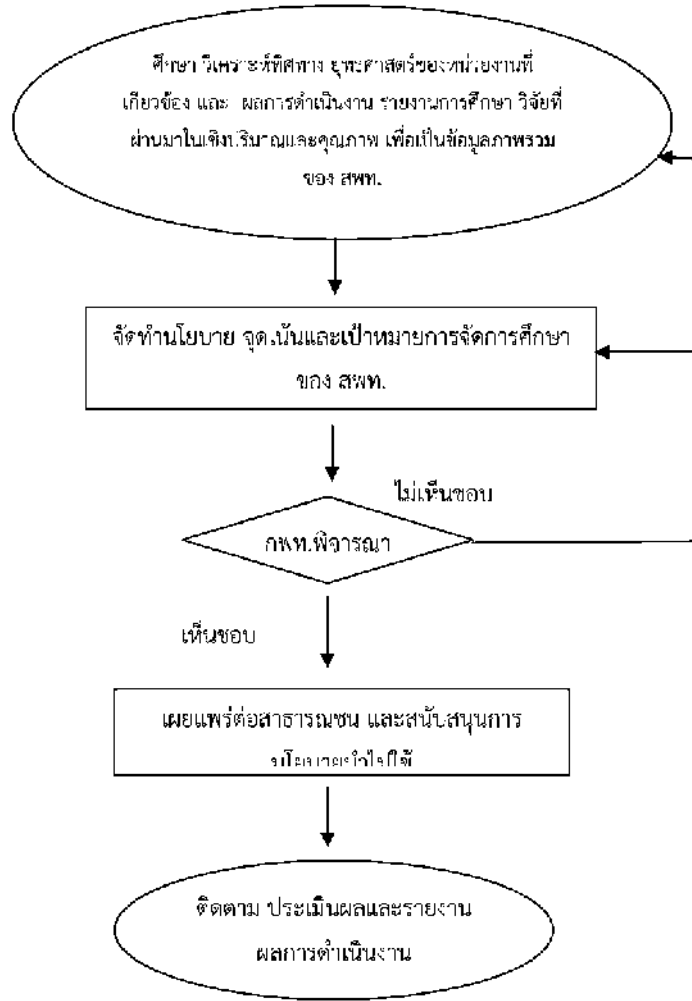 ศึกษา วิเคราะห์ทิศทาง ยุทธศาสตร์ของหน่วยงานที่
เกี่ยวข้อง และ ผลการดำเนินงาน รายงานการศึกษา วิจัยที่
ผ่านมาในเชิงปริมาณและคุณภาพ เพื่อเป็นข้อมูลภาพรวม
ของ สพท.
จัดทำนโยบาย จุดเน้นและเป้าหมายการจัดการศึกษา
ของ สพท.
ไม่เห็นชอบ
กพท.พิจารณา
เห็นชอบ
เผยแพร่ต่อสาธารณชน และสนับสนุนการ
นโยบายนำไปใช้
ติดตาม ประเมินผลและรายงาน
ผลการดำเนินงาน